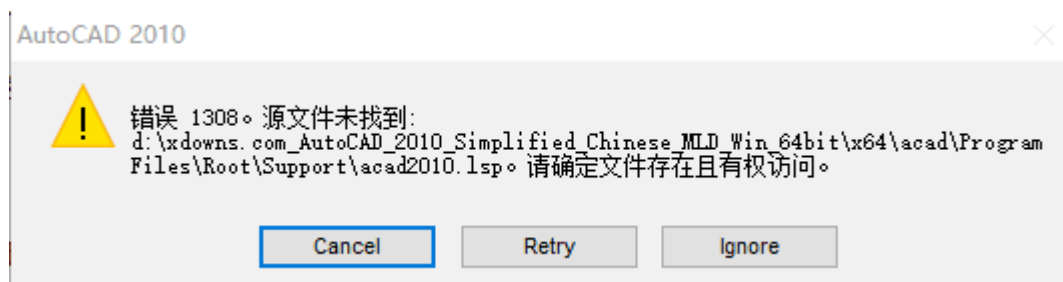 AutoCAD 2010
错误 1308。源文件未找到:
d:\xdowns.com_AutoCAD_2010_Simplified_Chinese_MLD_Win_64bit\x64\acad\Program
Files\Root\Support\acad2010.lsp。请确定文件存在且有权访问。
Cancel Retry Ignore